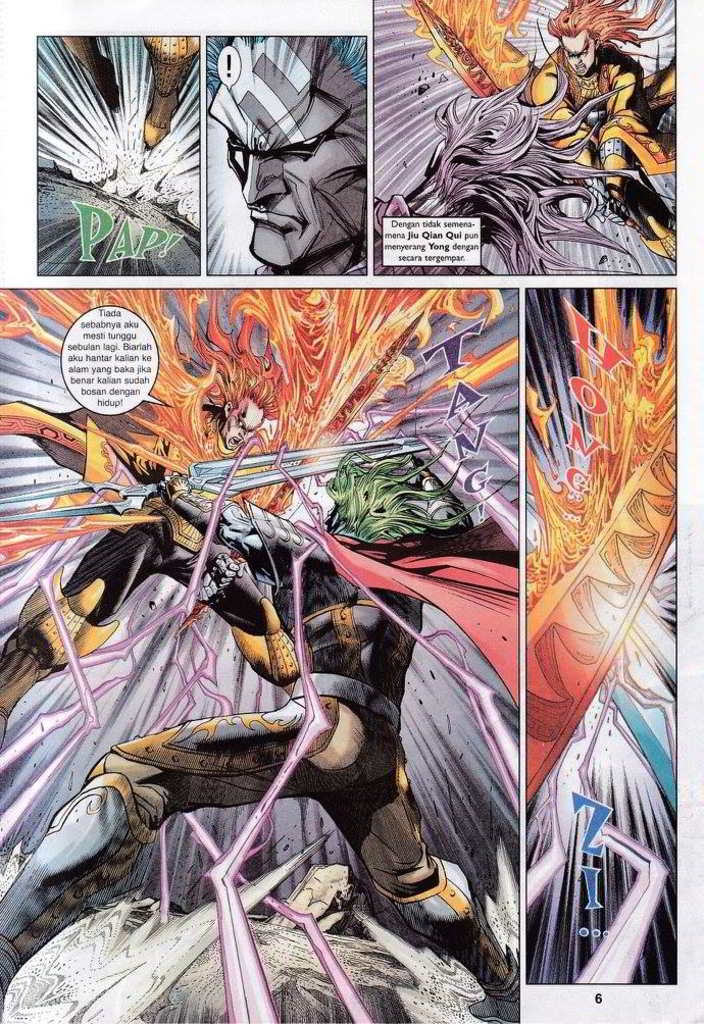 PAP!
!
Dengan tidak semena-
mena Jiu Qian Qui pun
menyerang Yong dengan
secara tergempar.
Tiada
sebabnya aku
mesti tunggu
sebulan lagi. Biarlah
aku hantar kalian ke
alam yang baka jika
benar kalian sudah
bosan dengan
hidup!
TANG!
HONG...
ZI...
6